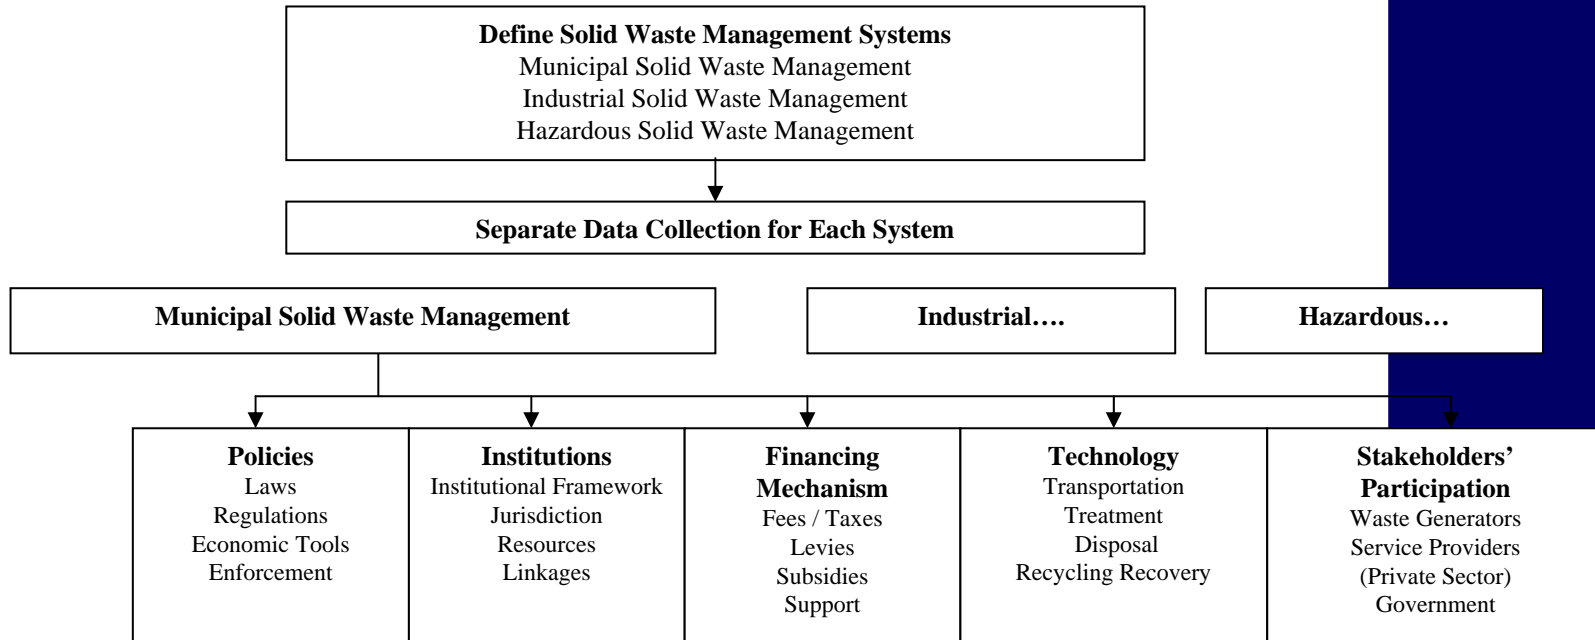 Define Solid Waste Management Systems
Municipal Solid Waste Management
Industrial Solid Waste Management
Hazardous Solid Waste Management
Separate Data Collection for Each System
Municipal Solid Waste Management
Industrial….
Hazardous…
Policies
Laws
Regulations
Economic Tools
Enforcement
Institutions
Institutional Framework
Jurisdiction
Resources
Linkages
Financing
Mechanism
Fees / Taxes
Levies
Subsidies
Support
Technology
Transportation
Treatment
Disposal
Recycling Recovery
Stakeholders’
Participation
Waste Generators
Service Providers
(Private Sector)
Government